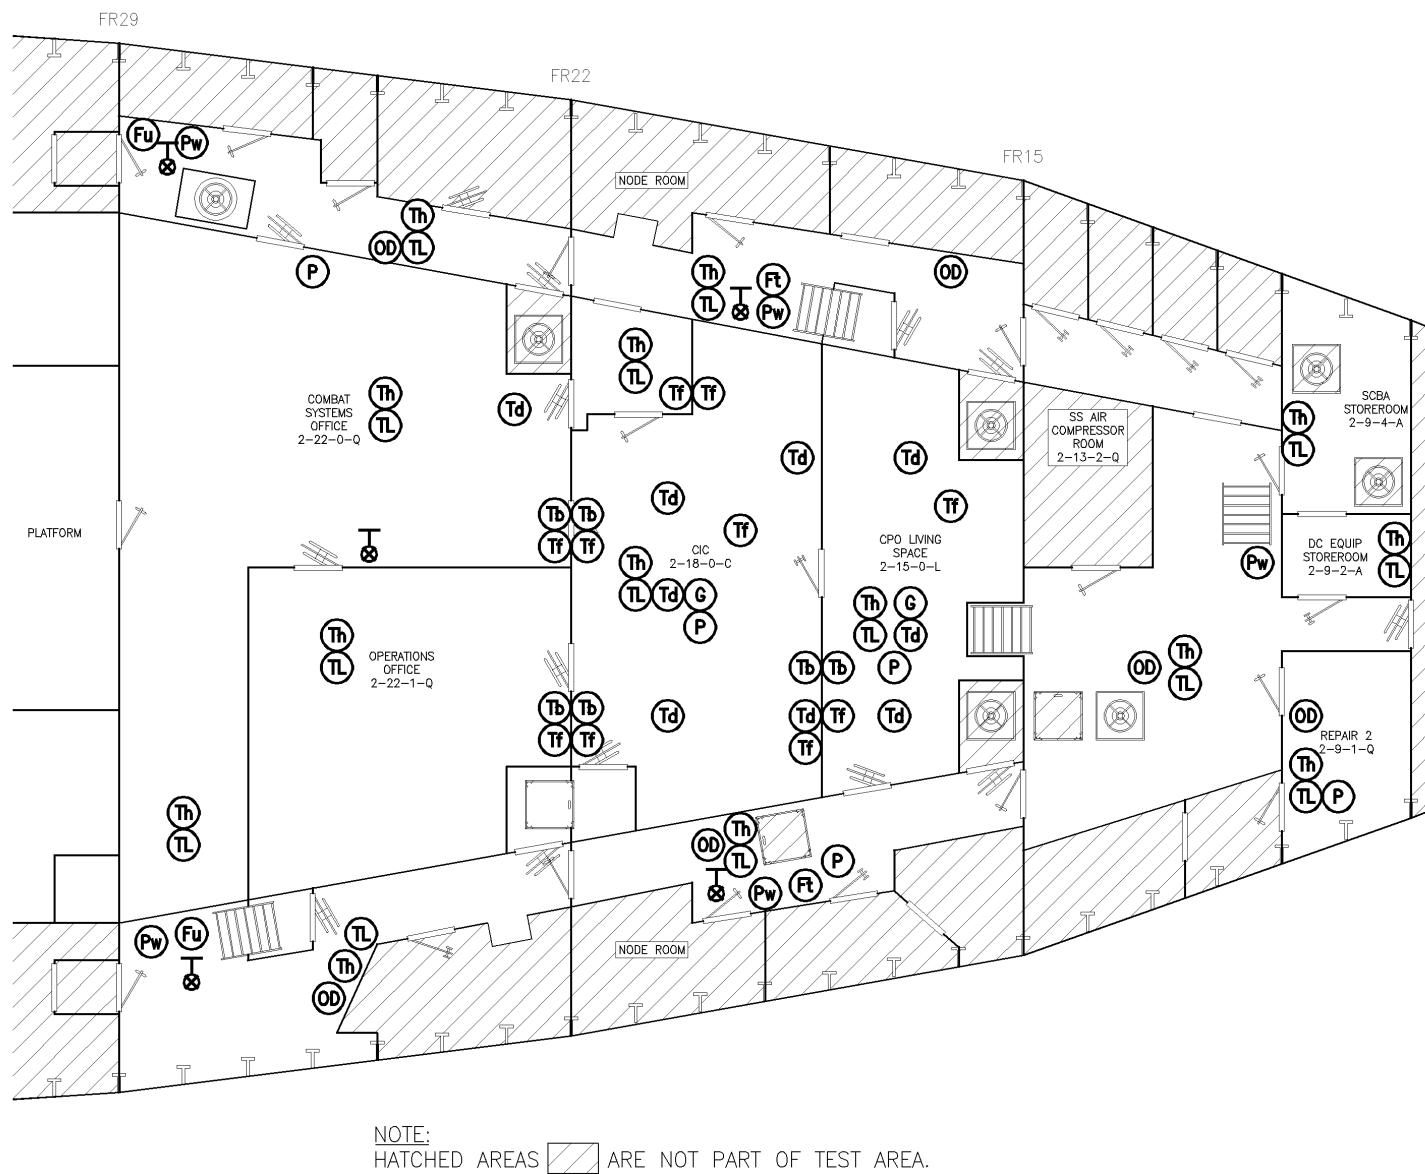 FR29
FR22
FR15
Fu
Pw
NODE ROOM
Th
OD TL
P
Th
TL
Ft
Pw
OD
Th
TL
Tf Tf
COMBAT
SYSTEMS
OFFICE
2-22-0-Q
Th
TL
Td
SS AIR
COMPRESSOR
ROOM
2-13-2-Q
SCBA
STOREROOM
2-9-4-A
Th
TL
Td
Td
Td
Tf
Tb Tb
Tf Tf
Tf
PLATFORM
CIC
2-18-0-C
CPO LIVING
SPACE
2-15-0-L
Pw
DC EQUIP
STOREROOM
2-9-2-A
Th
TL
Th
TL Td G
P
Th G
TL Td
P
Th
TL
OPERATIONS
OFFICE
2-22-1-Q
Tb Tb
OD
Th
TL
Tb Tb
Tf Tf
Td
Td Tf
Tf
Td
OD
REPAIR 2
2-9-1-Q
Th
TL P
Th
TL
OD
Th
TL
Pw
Ft
P
Pw
Fu
TL
Th
OD
NODE ROOM
NOTE:
HATCHED AREAS ARE NOT PART OF TEST AREA.